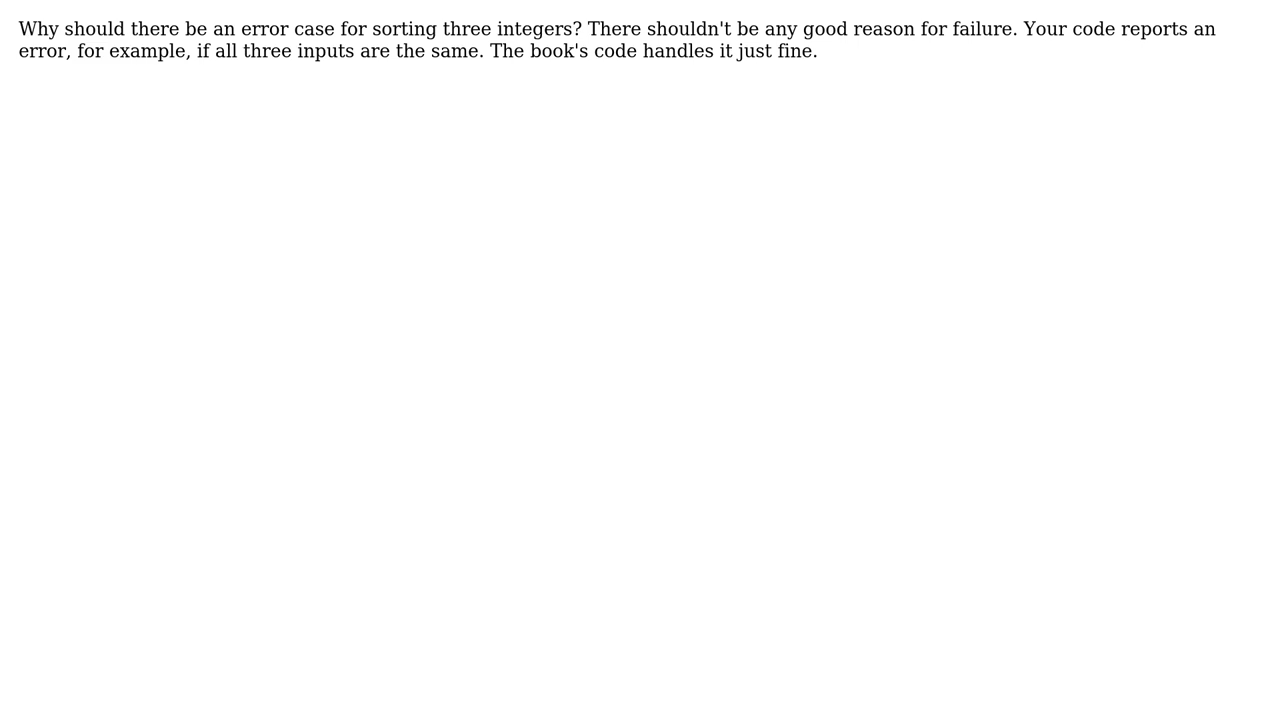 Why should there be an error case for sorting three integers? There shouldn't be any good reason for failure. Your code reports an
error, for example, if all three inputs are the same. The book's code handles it just fine.